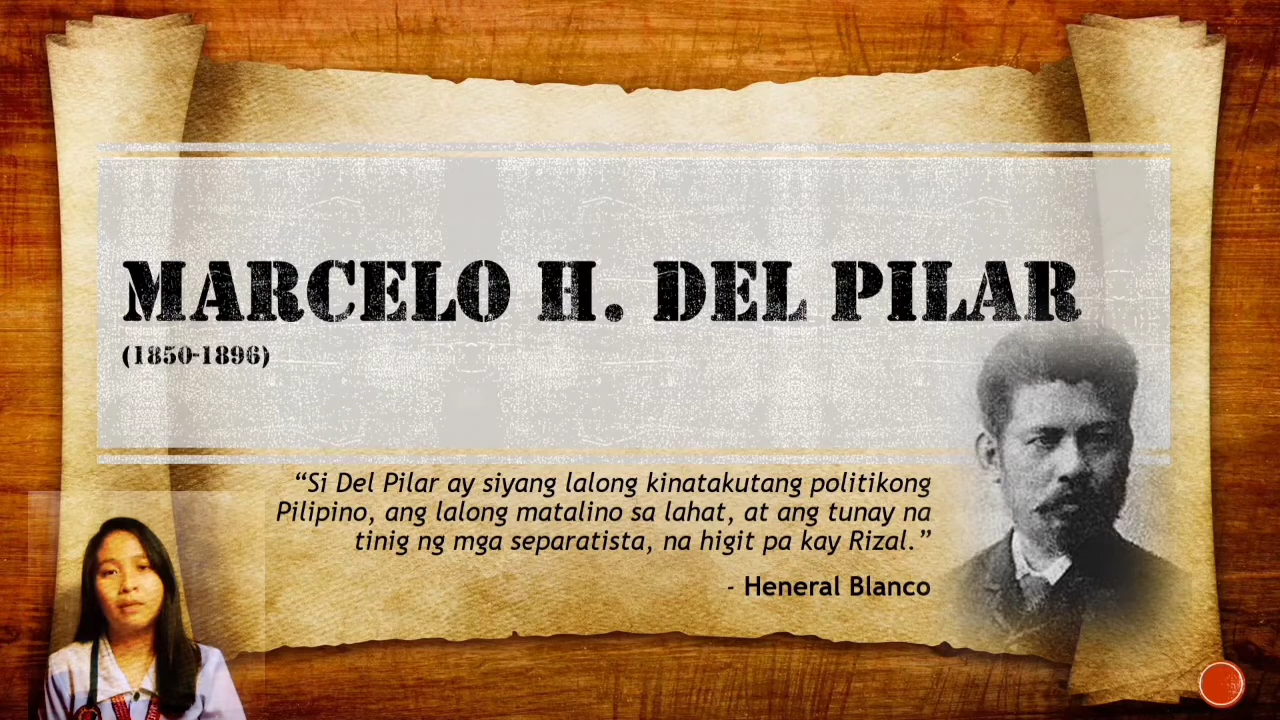 MARCELO H. DEL PILAR
(1850-1896)
“Si Del Pilar ay siyang lalong kinatakutang politikong
Pilipino, ang lalong matalino sa lahat, at ang tunay na
tinig ng mga separatista, na higit pa kay Rizal.”
- Heneral Blanco